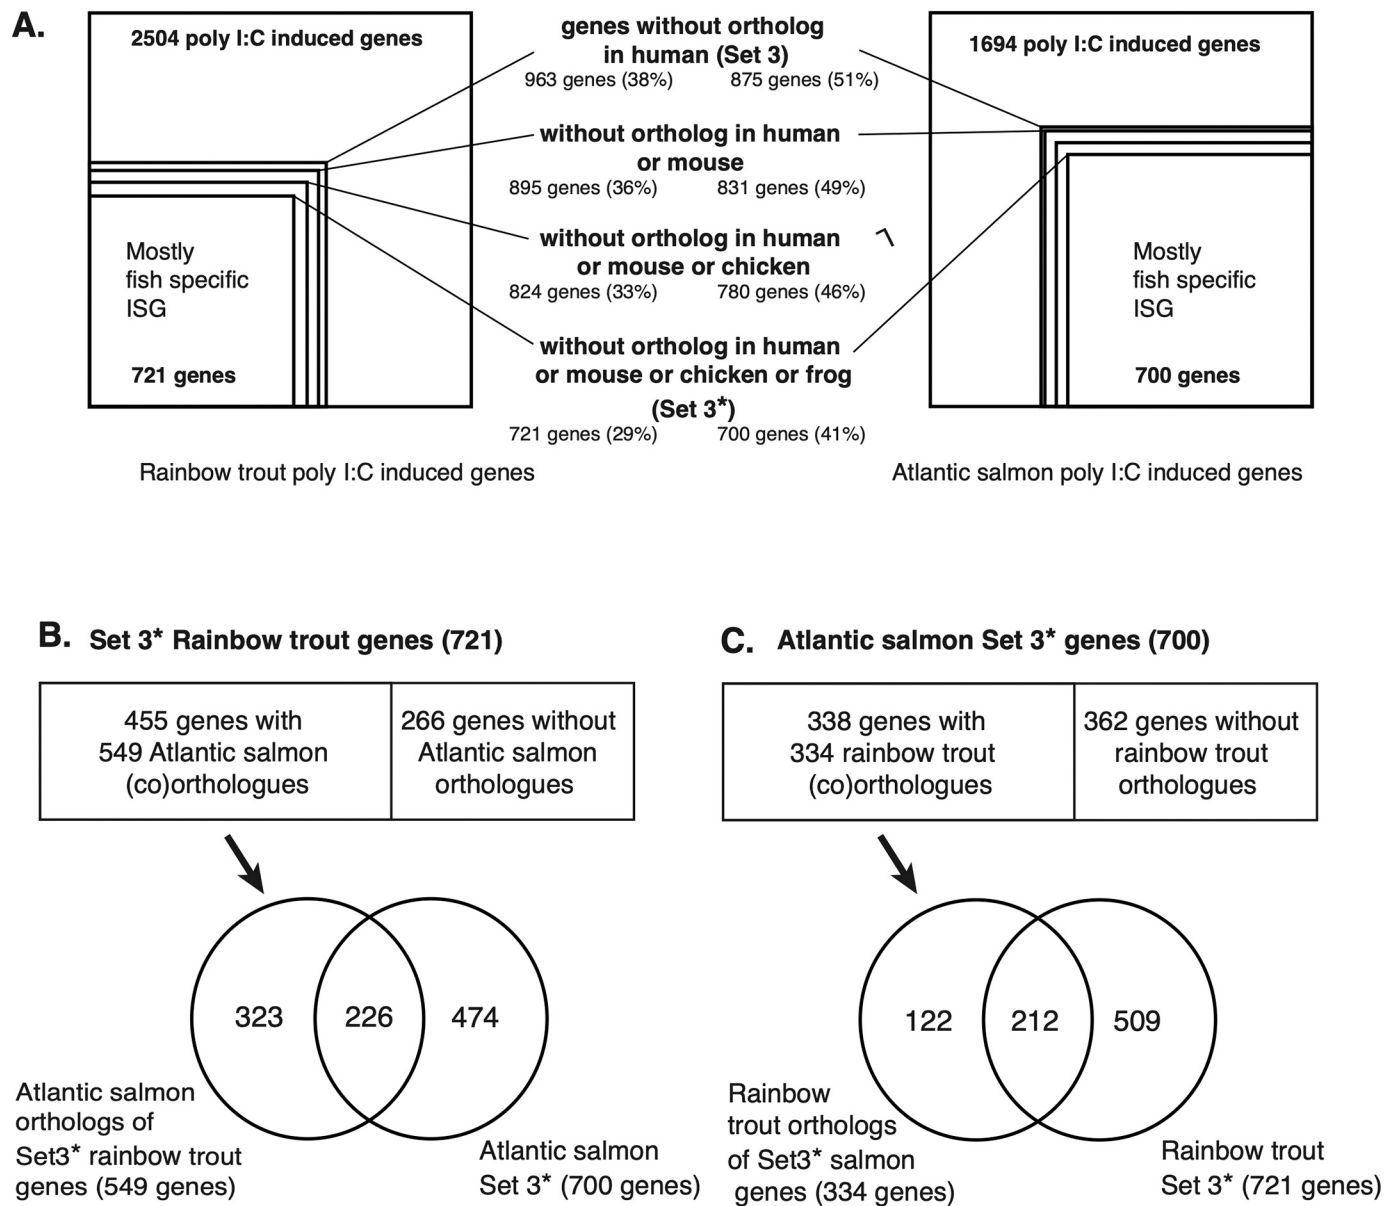 A.
2504 poly I:C induced genes
genes without ortholog
in human (Set 3)
963 genes (38%) 875 genes (51%)
1694 poly I:C induced genes
without ortholog in human
or mouse
895 genes (36%) 831 genes (49%)
without ortholog in human
or mouse or chicken
824 genes (33%) 780 genes (46%)
without ortholog in human
or mouse or chicken or frog
(Set 3*)
721 genes (29%) 700 genes (41%)
Mostly
fish specific
ISG
721 genes
Mostly
fish specific
ISG
700 genes
Rainbow trout poly I:C induced genes
Atlantic salmon poly I:C induced genes
B. Set 3* Rainbow trout genes (721)
455 genes with
549 Atlantic salmon
(co)orthologues
266 genes without
Atlantic salmon
orthologues
323 226 474
Atlantic salmon
orthologs of
Set3* rainbow trout
genes (549 genes)
Atlantic salmon
Set 3* (700 genes)
C. Atlantic salmon Set 3* genes (700)
338 genes with
334 rainbow trout
(co)orthologues
362 genes without
rainbow trout
orthologues
122 212 509
Rainbow
trout orthologs
of Set3* salmon
genes (334 genes)
Rainbow trout
Set 3* (721 genes)